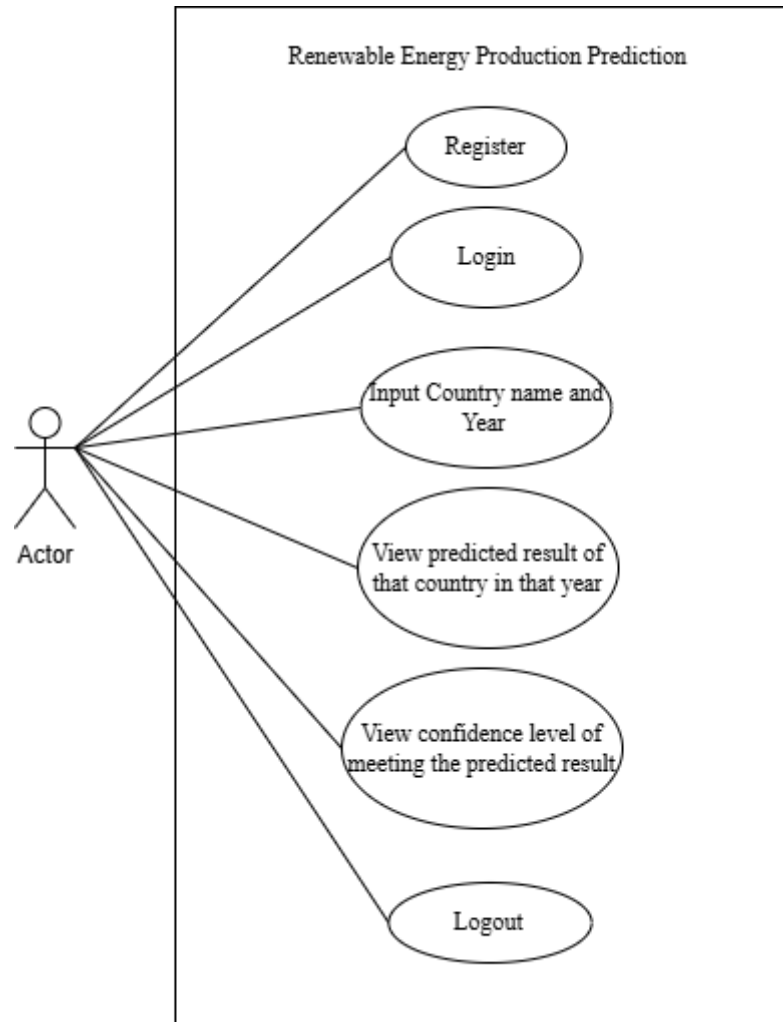 Renewable Energy Production Prediction
Register
Login
Input Country name and
Year
Actor
View predicted result of
that country in that year
View confidence level of
meeting the predicted result
Logout